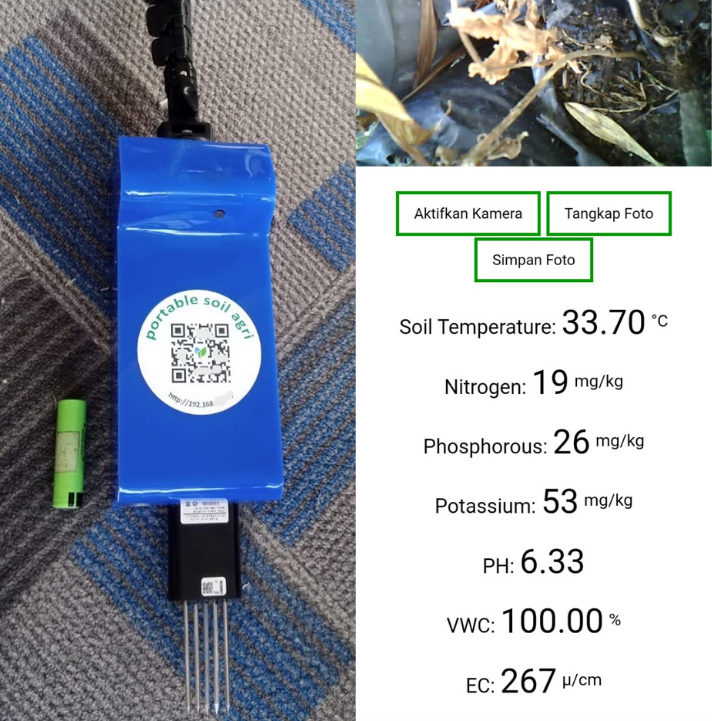 portable soil agri
http://192.168
Aktifkan Kamera
Tangkap Foto
Simpan Foto
Soil Temperature: 33.70 °C
Nitrogen: 19 mg/kg
Phosphorous: 26 mg/kg
Potassium: 53 mg/kg
PH: 6.33
VWC: 100.00 %
EC: 267 µ/cm